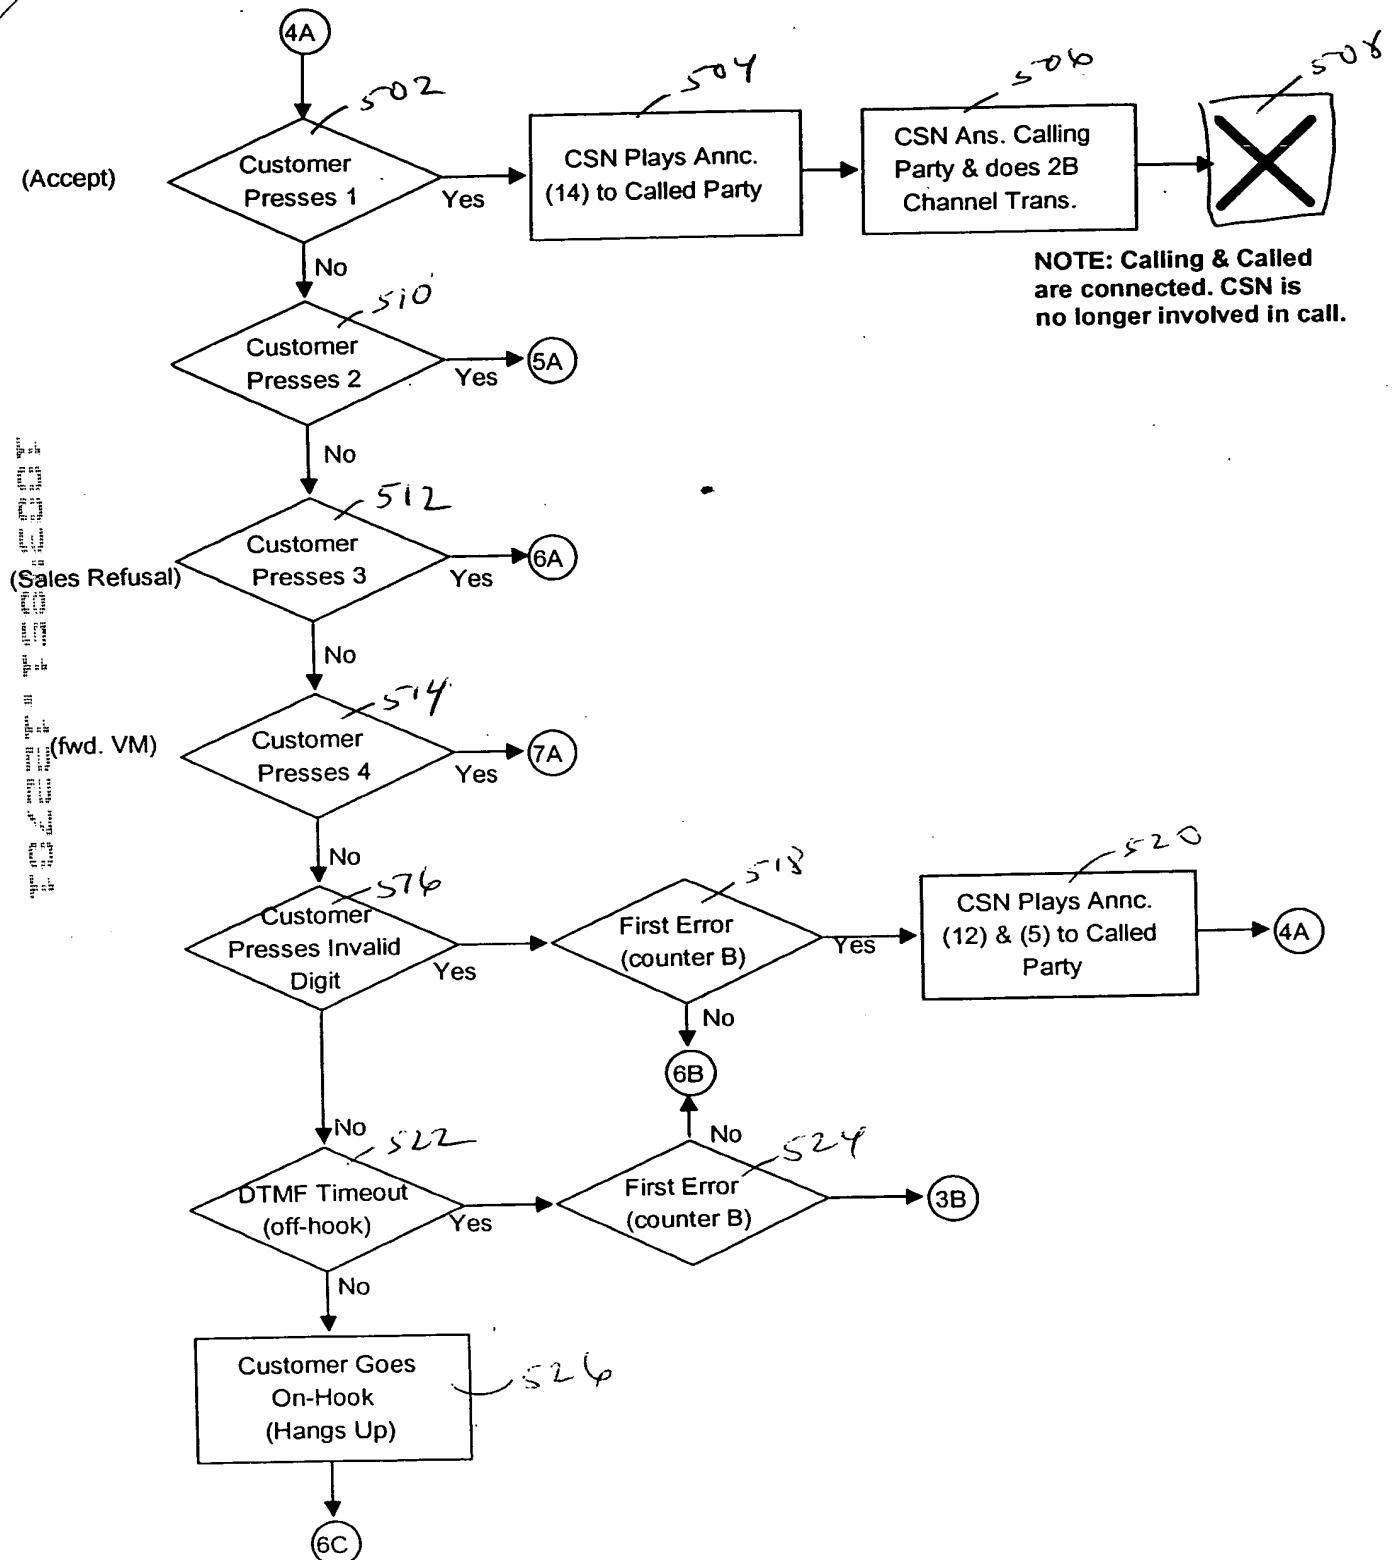 4A
502
504
506
508
(Accept)
Customer
Presses 1
Yes
CSN Plays Annc.
(14) to Called Party
CSN Ans. Calling
Party & does 2B
Channel Trans.
NOTE: Calling & Called
are connected. CSN is
no longer involved in call.
No
510
Customer
Presses 2
Yes
5A
No
512
(Sales Refusal)
Customer
Presses 3
Yes
6A
No
514
(fwd. VM)
Customer
Presses 4
Yes
7A
No
576
Customer
Presses Invalid
Digit
Yes
518
First Error
(counter B)
Yes
520
CSN Plays Annc.
(12) & (5) to Called
Party
4A
No
6B
No
No
522
DTMF Timeout
(off-hook)
Yes
524
First Error
(counter B)
3B
No
Customer Goes
On-Hook
(Hangs Up)
526
6C